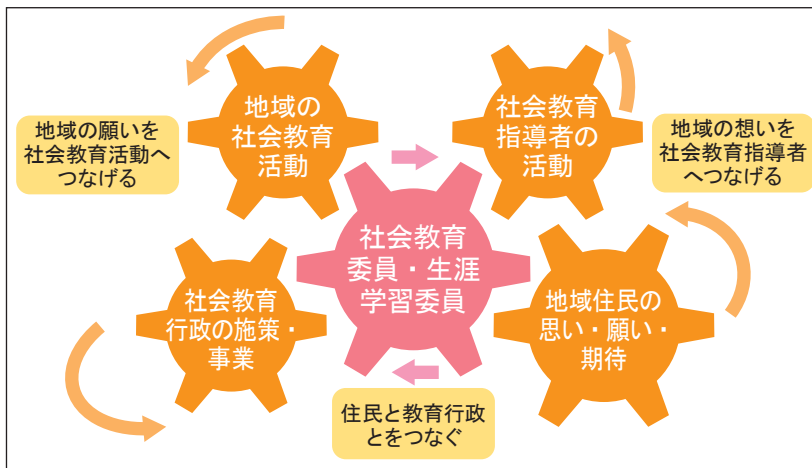 地域の
社会教育
活動
社会教育
指導者の
活動
地域の願いを
社会教育活動へ
つなげる
地域の想いを
社会教育指導者
へつなげる
社会教育
委員・生涯
学習委員
社会教育
行政の施策・
事業
地域住民の
思い・願い・
期待
住民と教育行政
とをつなぐ